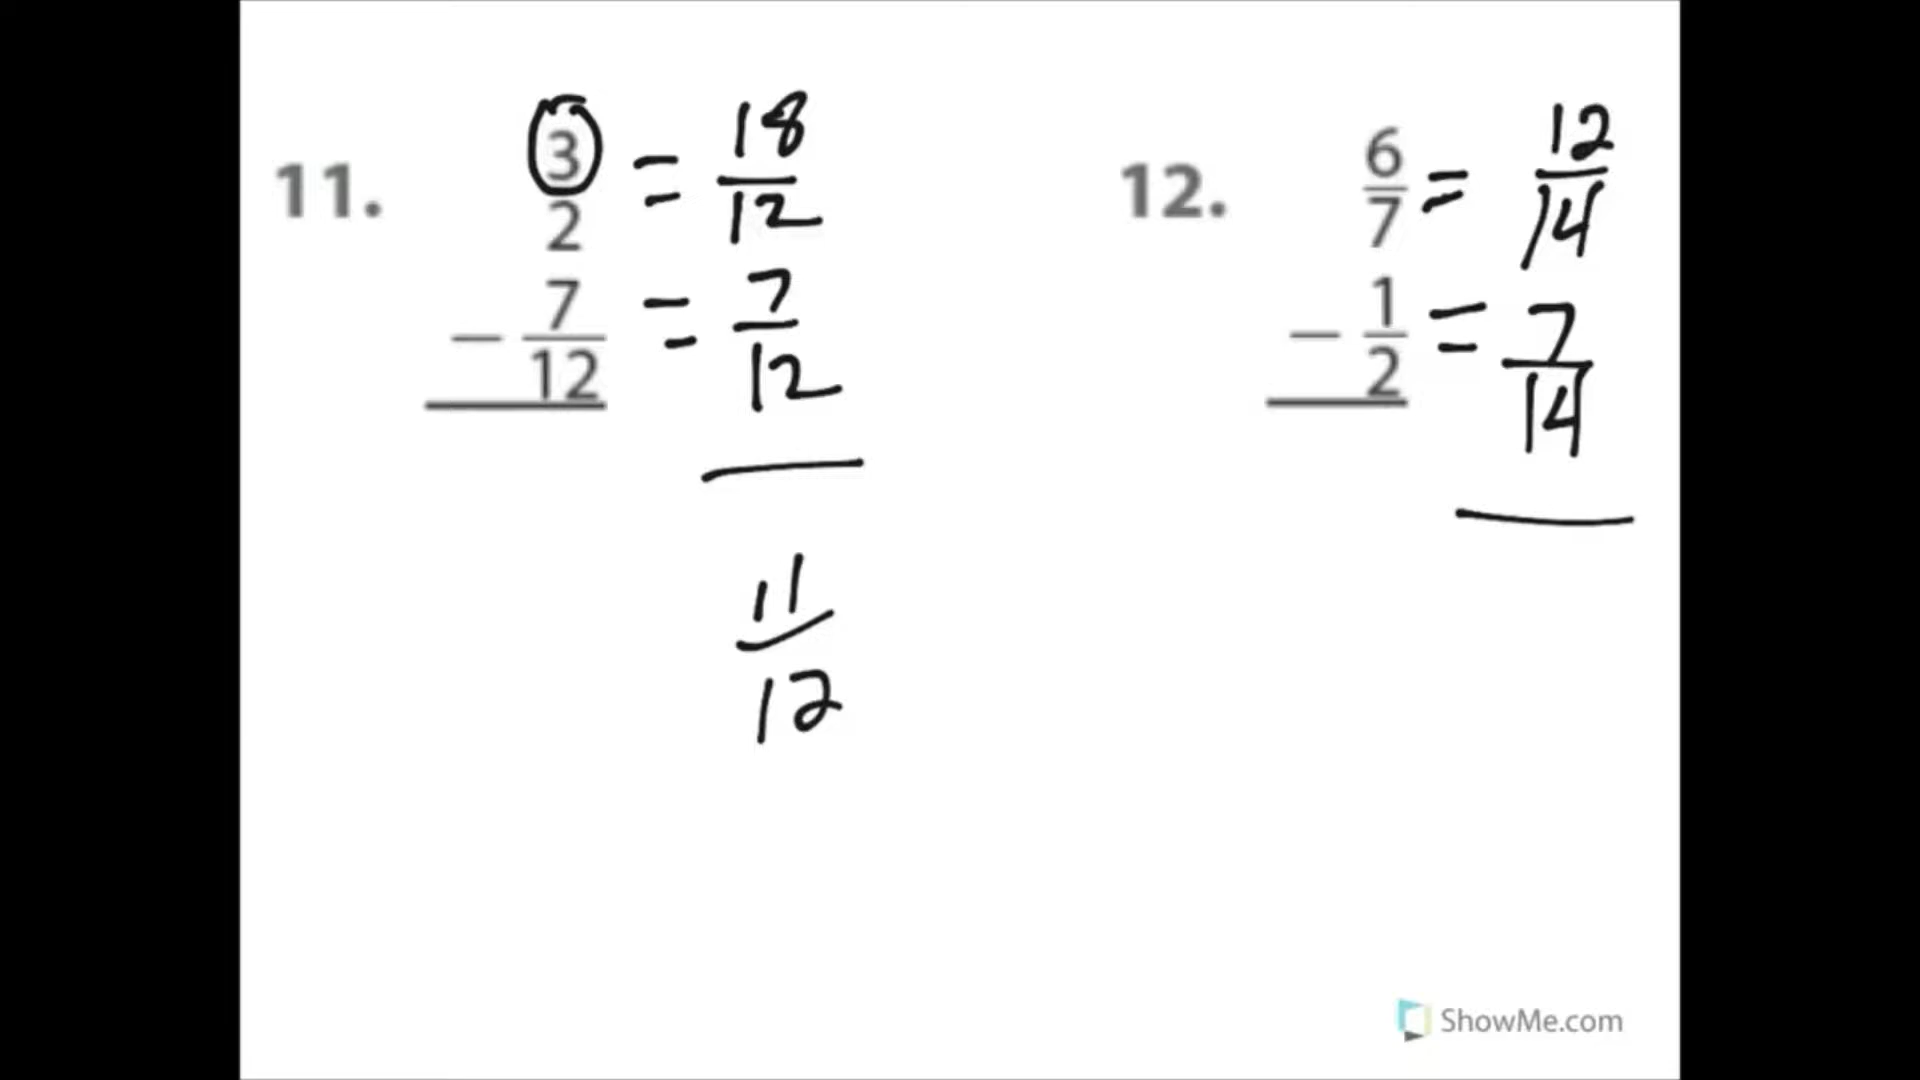 11. 3/2 = 18/12
- 7/12 = 7/12
11/12
12. 6/7 = 12/14
- 1/2 = 7/14
ShowMe.com